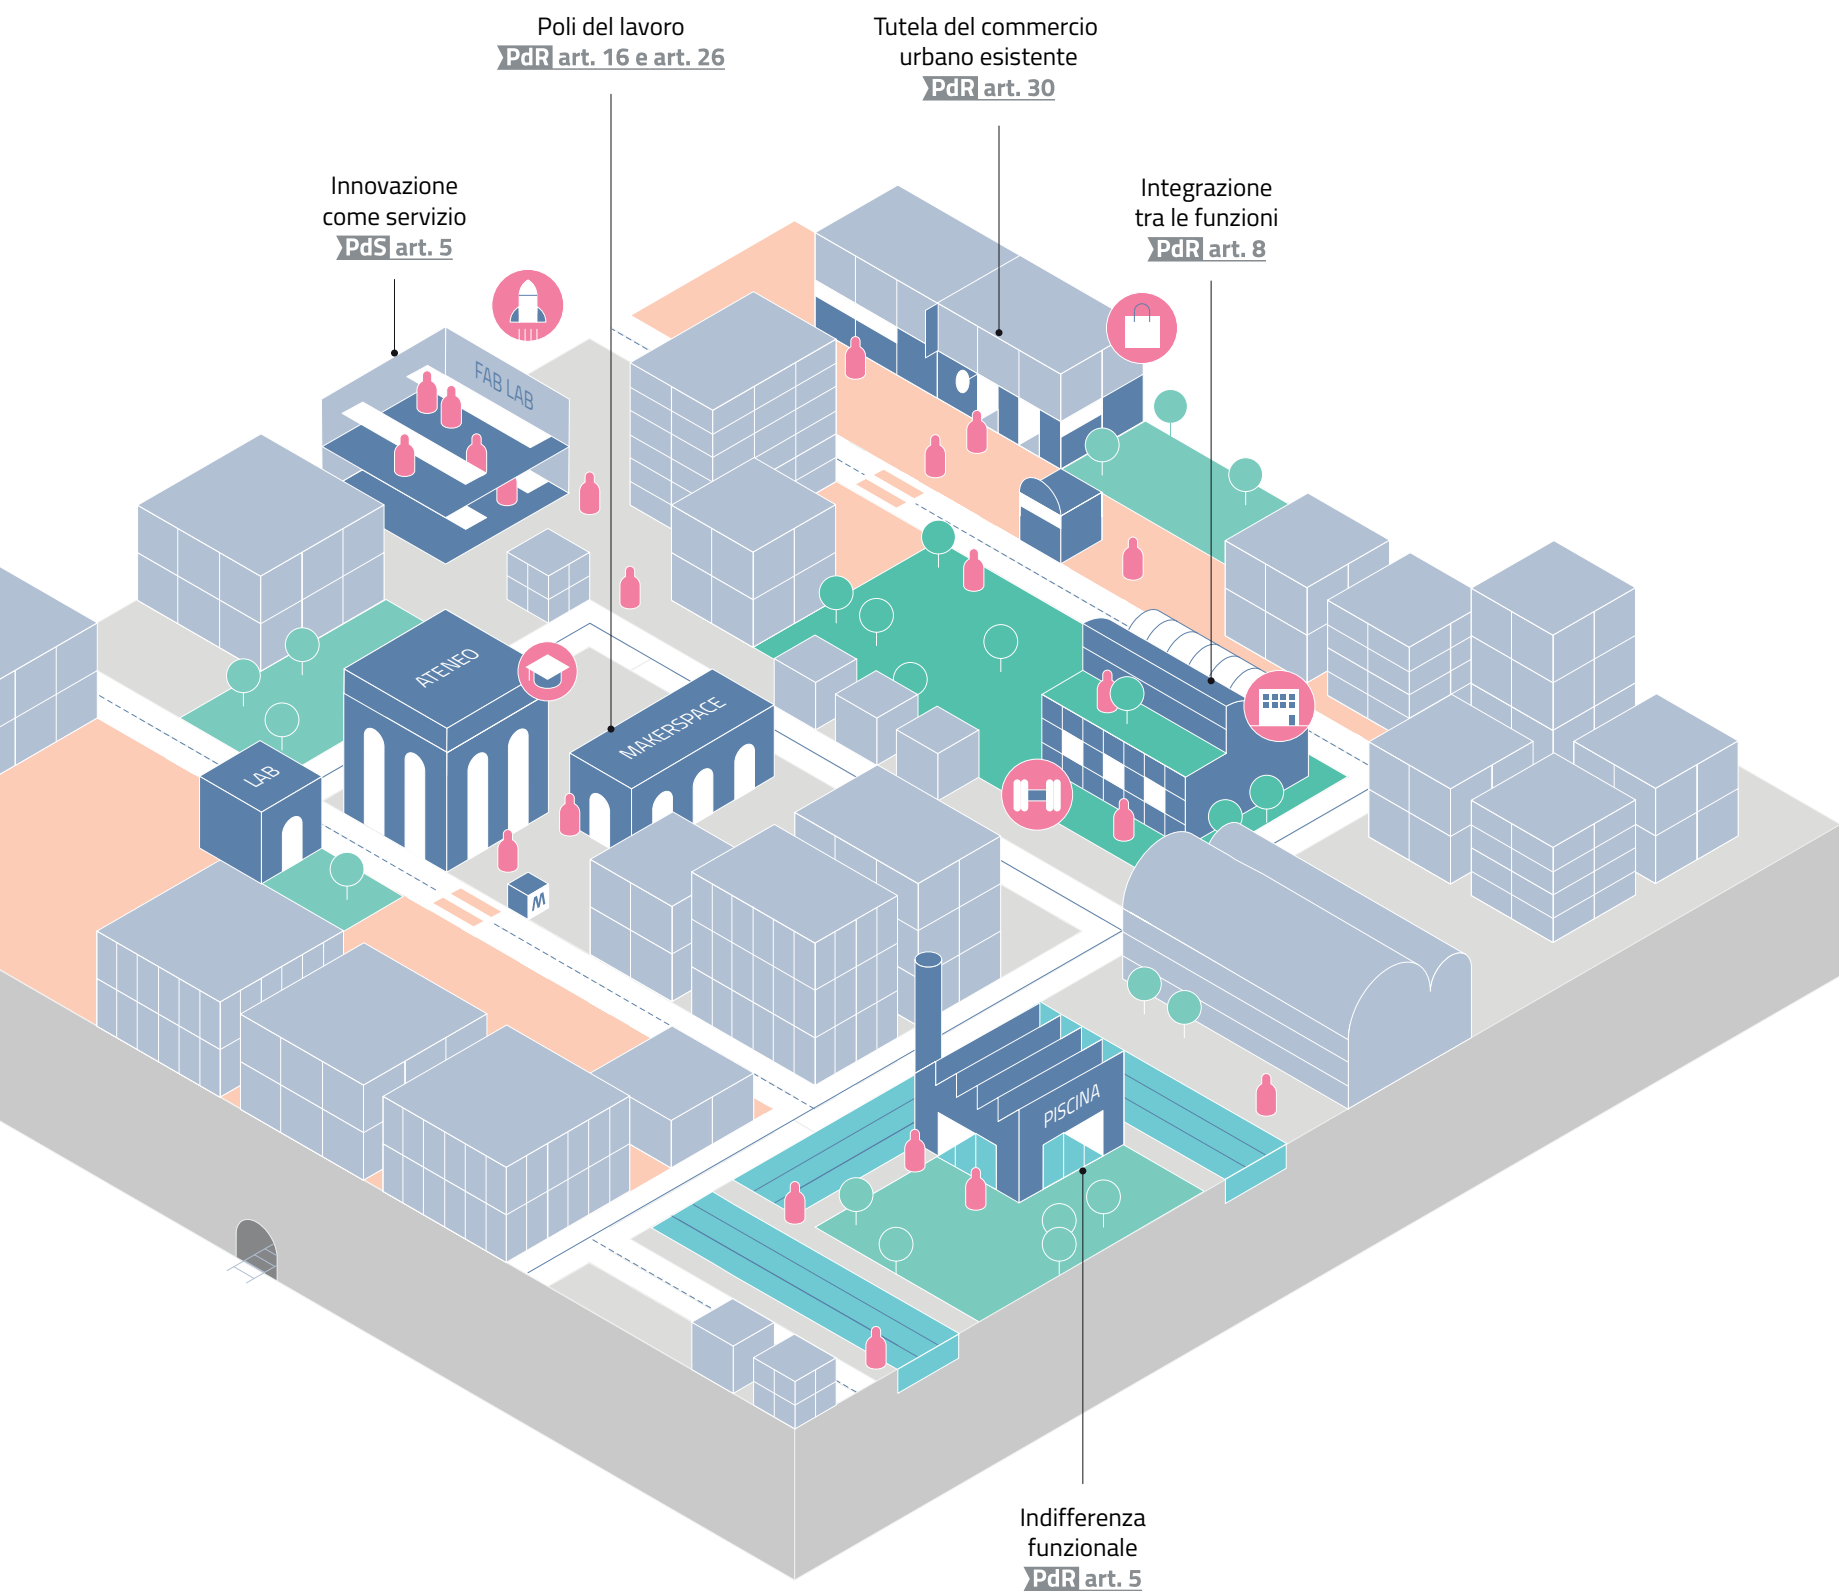 Poli del lavoro
PdR art. 16 e art. 26
Tutela del commercio
urbano esistente
PdR art. 30
Innovazione
come servizio
PdS art. 5
Integrazione
tra le funzioni
PdR art. 8
FAB LAB
ATENEO
MAKERSPACE
LAB
M
PISCINA
Indifferenza
funzionale
PdR art. 5